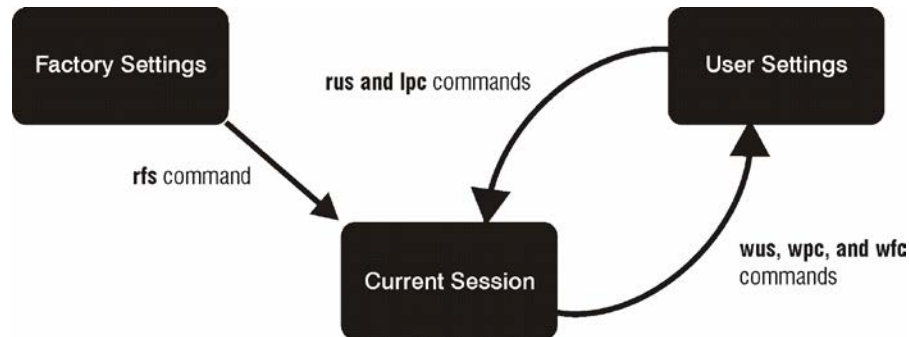 Factory Settings
User Settings
rus and lpc commands
rfs command
Current Session
wus, wpc, and wfc
commands